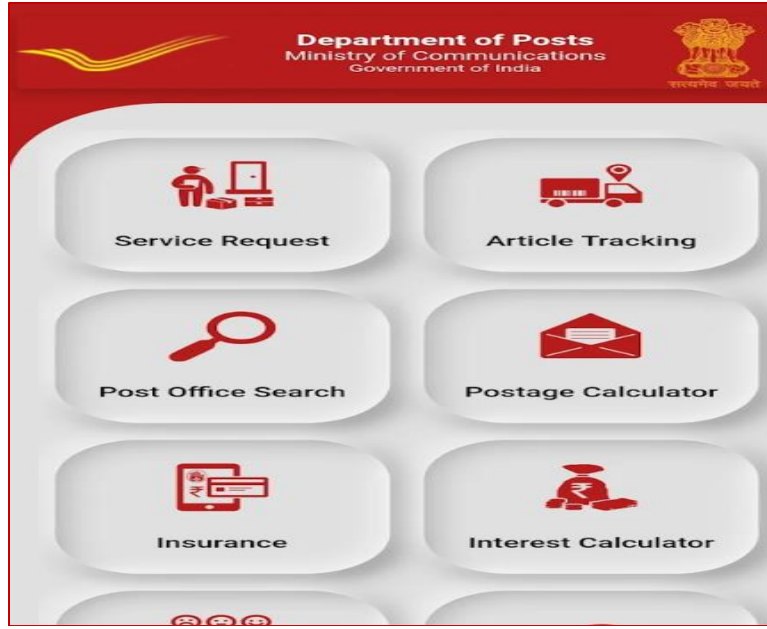 Department of Posts
Ministry of Communications
Government of India
सत्यमेव जयते
Service Request
Article Tracking
Post Office Search
Postage Calculator
₹
Insurance
₹
Interest Calculator